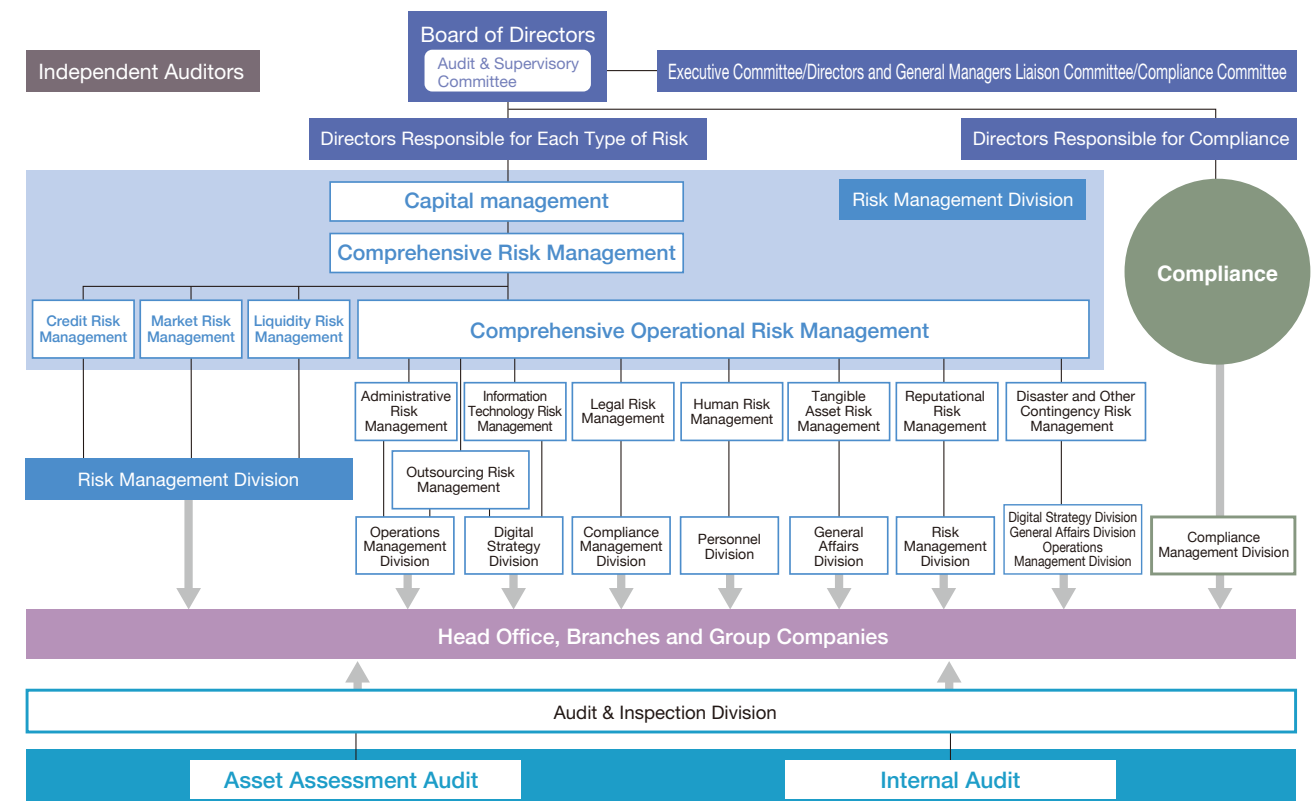 Board of Directors
Audit & Supervisory
Committee
Independent Auditors
Executive Committee/Directors and General Managers Liaison Committee/Compliance Committee
Directors Responsible for Each Type of Risk
Directors Responsible for Compliance
Capital management
Risk Management Division
Comprehensive Risk Management
Compliance
Credit Risk
Management
Market Risk
Management
Liquidity Risk
Management
Comprehensive Operational Risk Management
Administrative
Risk
Management
Information
Technology Risk
Management
Legal Risk
Management
Human Risk
Management
Tangible
Asset Risk
Management
Reputational
Risk
Management
Disaster and Other
Contingency Risk
Management
Risk Management Division
Outsourcing Risk
Management
Operations
Management
Division
Digital
Strategy
Division
Compliance
Management
Division
Personnel
Division
General
Affairs
Division
Risk
Management
Division
Digital Strategy Division
General Affairs Division
Operations
Management Division
Compliance
Management Division
Head Office, Branches and Group Companies
Audit & Inspection Division
Asset Assessment Audit
Internal Audit